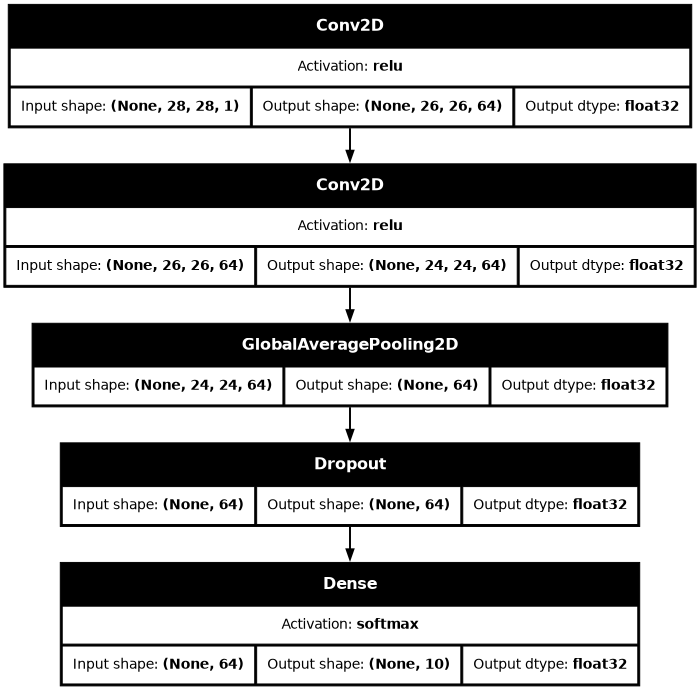 Conv2D
Activation: relu
Input shape: (None, 28, 28, 1) Output shape: (None, 26, 26, 64) Output dtype: float32
Conv2D
Activation: relu
Input shape: (None, 26, 26, 64) Output shape: (None, 24, 24, 64) Output dtype: float32
GlobalAveragePooling2D
Input shape: (None, 24, 24, 64) Output shape: (None, 64) Output dtype: float32
Dropout
Input shape: (None, 64) Output shape: (None, 64) Output dtype: float32
Dense
Activation: softmax
Input shape: (None, 64) Output shape: (None, 10) Output dtype: float32